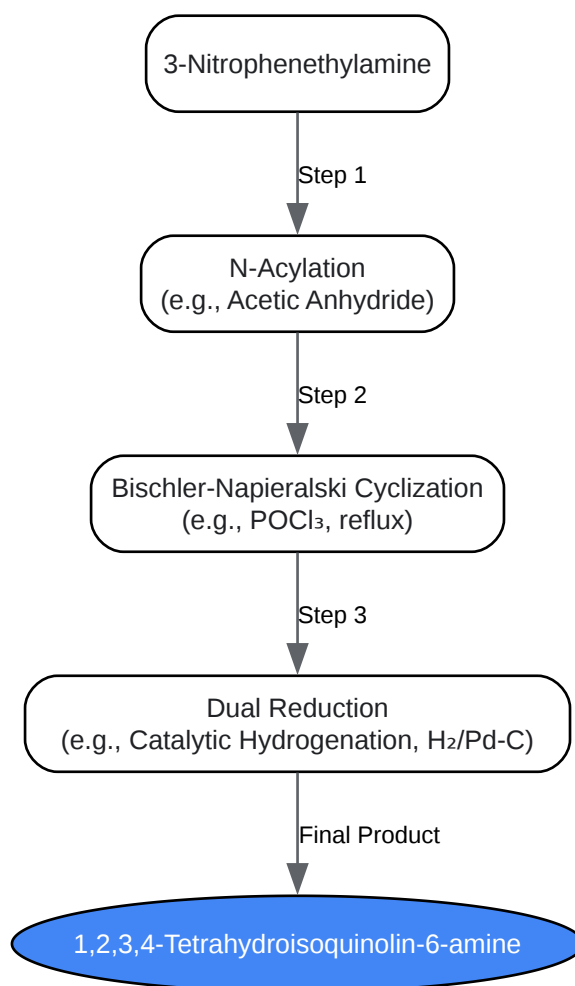 3-Nitrophenethylamine
Step 1
N-Acylation
(e.g., Acetic Anhydride)
Step 2
Bischler-Napieralski Cyclization
(e.g., POCl₃, reflux)
Step 3
Dual Reduction
(e.g., Catalytic Hydrogenation, H₂/Pd-C)
Final Product
1,2,3,4-Tetrahydroisoquinolin-6-amine